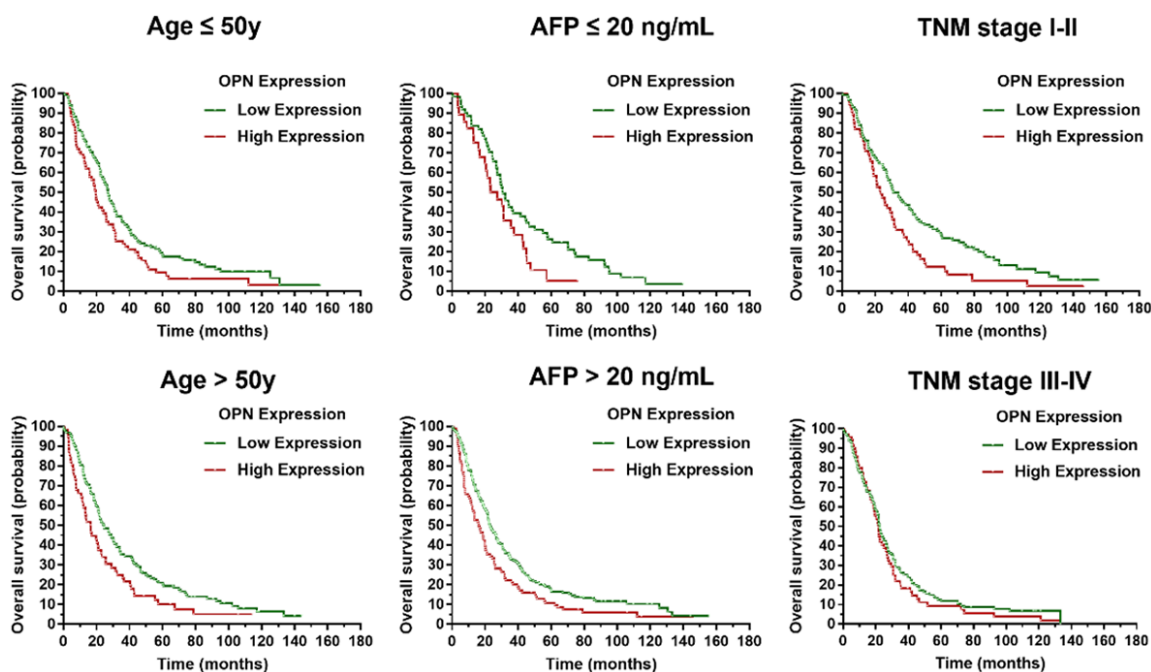 Age ≤ 50y
OPN Expression
Low Expression
High Expression
Overall survival (probability)
100
90
80
70
60
50
40
30
20
10
0
0 20 40 60 80 100 120 140 160 180
Time (months)
AFP ≤ 20 ng/mL
OPN Expression
Low Expression
High Expression
Overall survival (probability)
100
90
80
70
60
50
40
30
20
10
0
0 20 40 60 80 100 120 140 160 180
Time (months)
TNM stage I-II
OPN Expression
Low Expression
High Expression
Overall survival (probability)
100
90
80
70
60
50
40
30
20
10
0
0 20 40 60 80 100 120 140 160 180
Time (months)
Age > 50y
OPN Expression
Low Expression
High Expression
Overall survival (probability)
100
90
80
70
60
50
40
30
20
10
0
0 20 40 60 80 100 120 140 160 180
Time (months)
AFP > 20 ng/mL
OPN Expression
Low Expression
High Expression
Overall survival (probability)
100
90
80
70
60
50
40
30
20
10
0
0 20 40 60 80 100 120 140 160 180
Time (months)
TNM stage III-IV
OPN Expression
Low Expression
High Expression
Overall survival (probability)
100
90
80
70
60
50
40
30
20
10
0
0 20 40 60 80 100 120 140 160 180
Time (months)